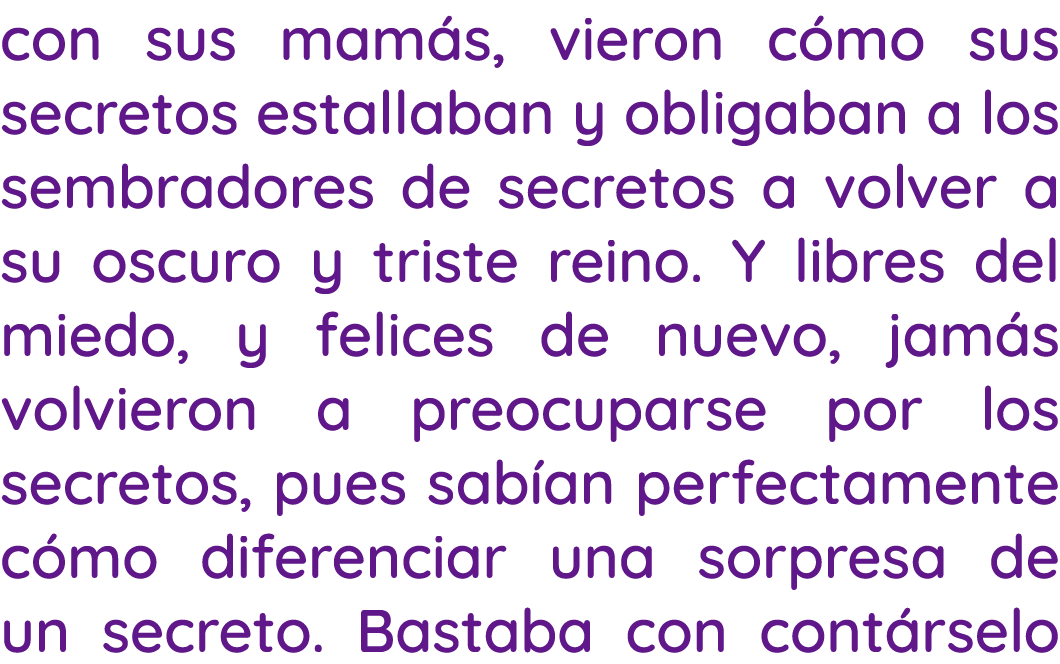 con sus mamás, vieron cómo sus
secretos estallaban y obligaban a los
sembradores de secretos a volver a
su oscuro y triste reino. Y libres del
miedo, y felices de nuevo, jamás
volvieron a preocuparse por los
secretos, pues sabían perfectamente
cómo diferenciar una sorpresa de
un secreto. Bastaba con contárselo